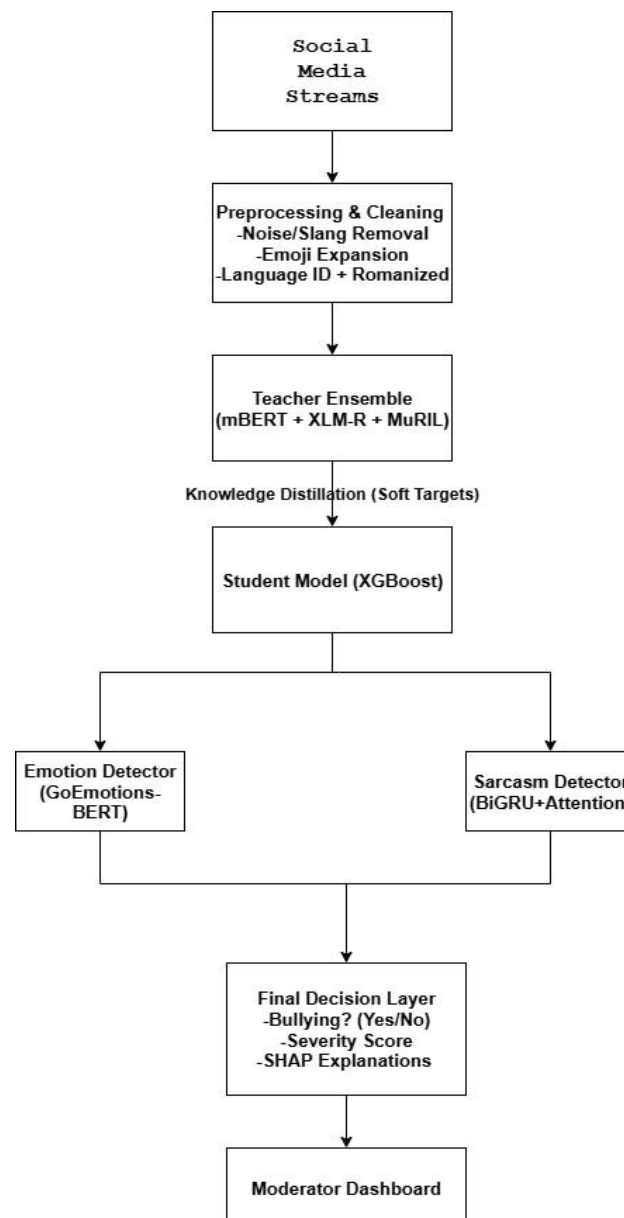 Social
Media
Streams
Preprocessing & Cleaning
-Noise/Slang Removal
-Emoji Expansion
-Language ID + Romanized
Teacher Ensemble
(mBERT + XLM-R + MuRIL)
Knowledge Distillation (Soft Targets)
Student Model (XGBoost)
Emotion Detector
(GoEmotions-
BERT)
Sarcasm Detector
(BiGRU+Attention
Final Decision Layer
-Bullying? (Yes/No)
-Severity Score
-SHAP Explanations
Moderator Dashboard